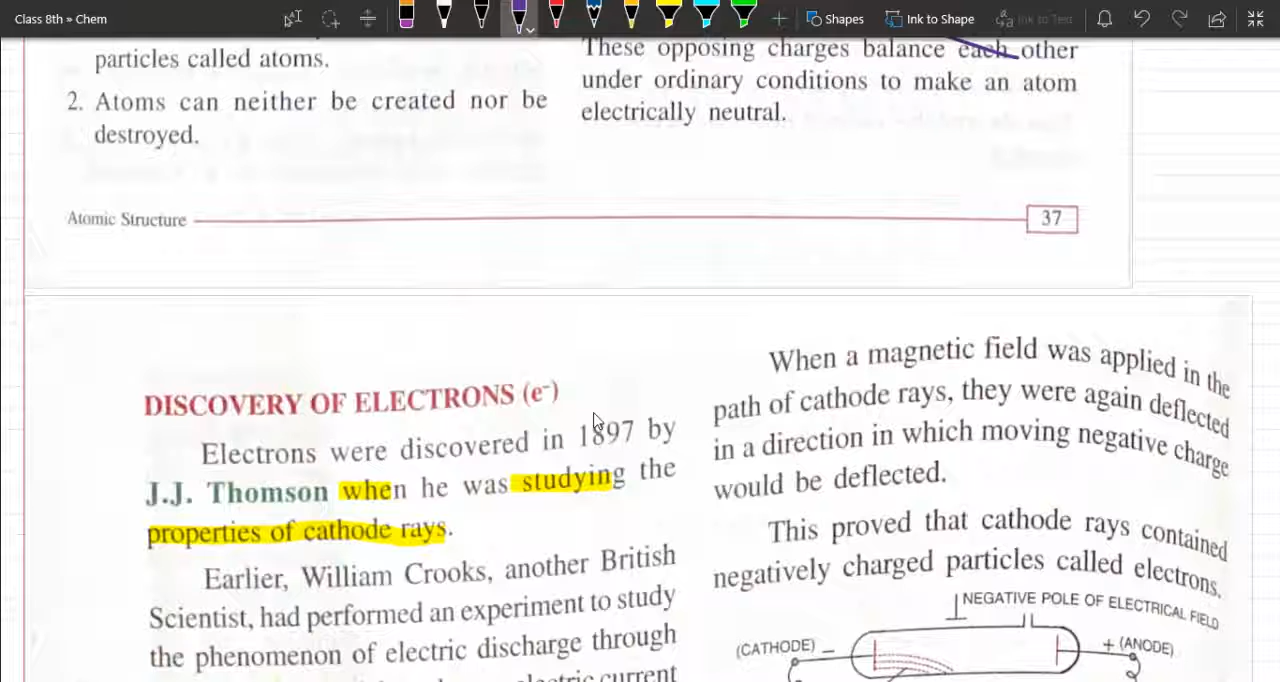 Class 8th » Chem
Shapes
Ink to Shape
Ink to Text
particles called atoms.
2. Atoms can neither be created nor be
destroyed.
These opposing charges balance each other
under ordinary conditions to make an atom
electrically neutral.
Atomic Structure
37
DISCOVERY OF ELECTRONS (e⁻)
Electrons were discovered in 1897 by
J.J. Thomson when he was studying the
properties of cathode rays.
Earlier, William Crooks, another British
Scientist, had performed an experiment to study
the phenomenon of electric discharge through
electric current
When a magnetic field was applied in the
path of cathode rays, they were again deflected
in a direction in which moving negative charge
would be deflected.
This proved that cathode rays contained
negatively charged particles called electrons.
NEGATIVE POLE OF ELECTRICAL FIELD
(CATHODE) −
+ (ANODE)